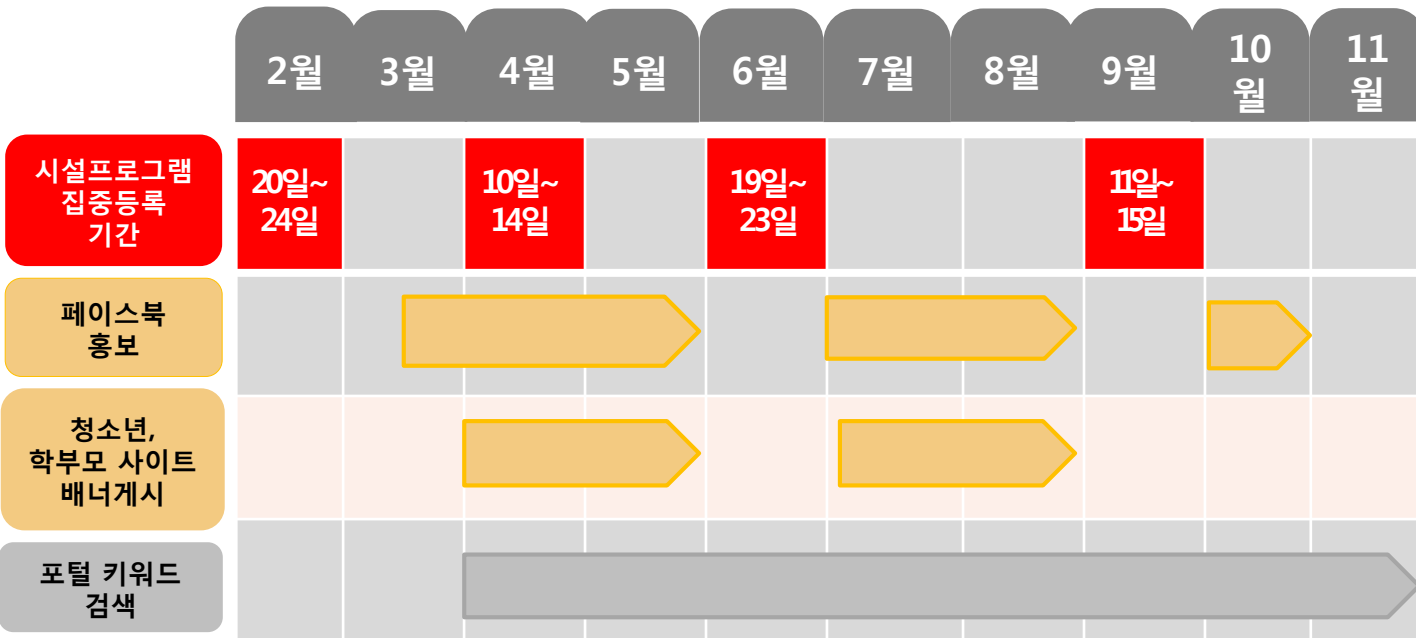 2월 3월 4월 5월 6월 7월 8월 9월 10
월 11
월
시설프로그램
집중등록
기간
20일~
24일
10일~
14일
19일~
23일
11일~
15일
페이스북
홍보
청소년,
학부모 사이트
배너게시
포털 키워드
검색